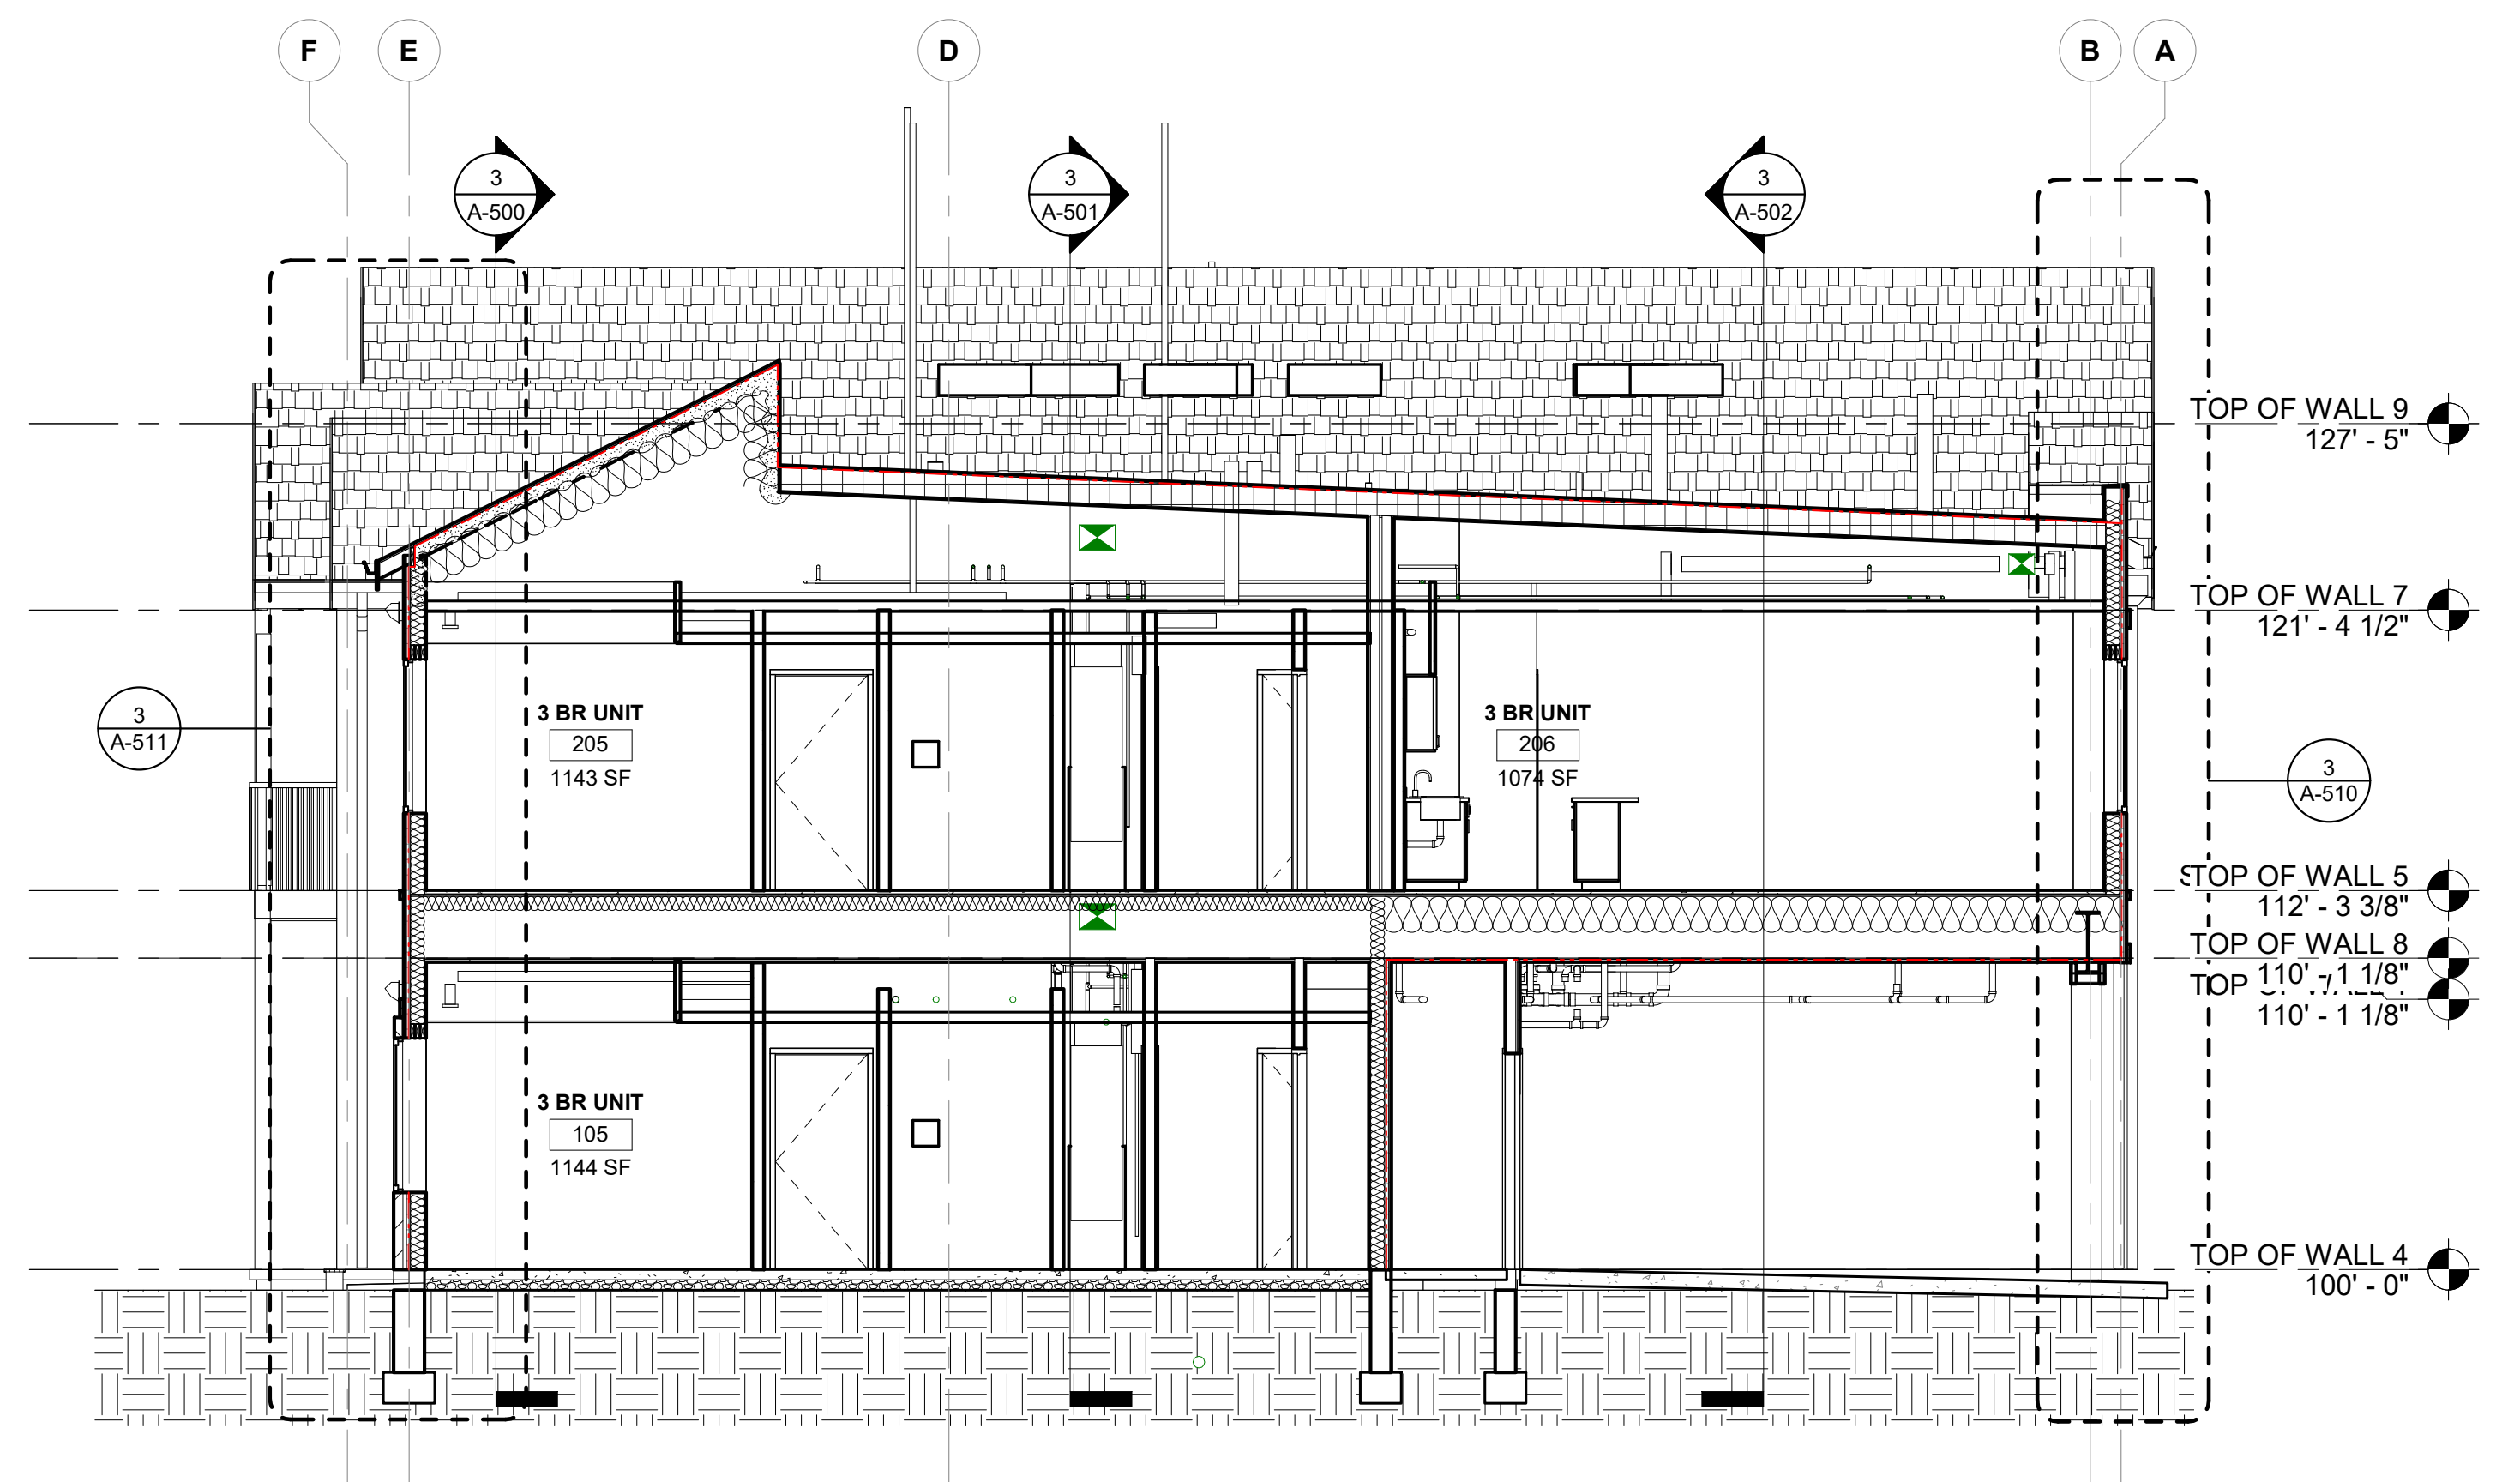 F
E
D
B
A
3
A-500
3
A-501
3
A-502
TOP OF WALL 9
127' - 5"
TOP OF WALL 7
121' - 4 1/2"
3
A-511
3 BR UNIT
205
1143 SF
3 BR UNIT
206
1074 SF
3
A-510
STOP OF WALL 5
112' - 3 3/8"
TOP OF WALL 8
110' - 1 1/8"
TOP OF WALL
110' - 1 1/8"
3 BR UNIT
105
1144 SF
TOP OF WALL 4
100' - 0"